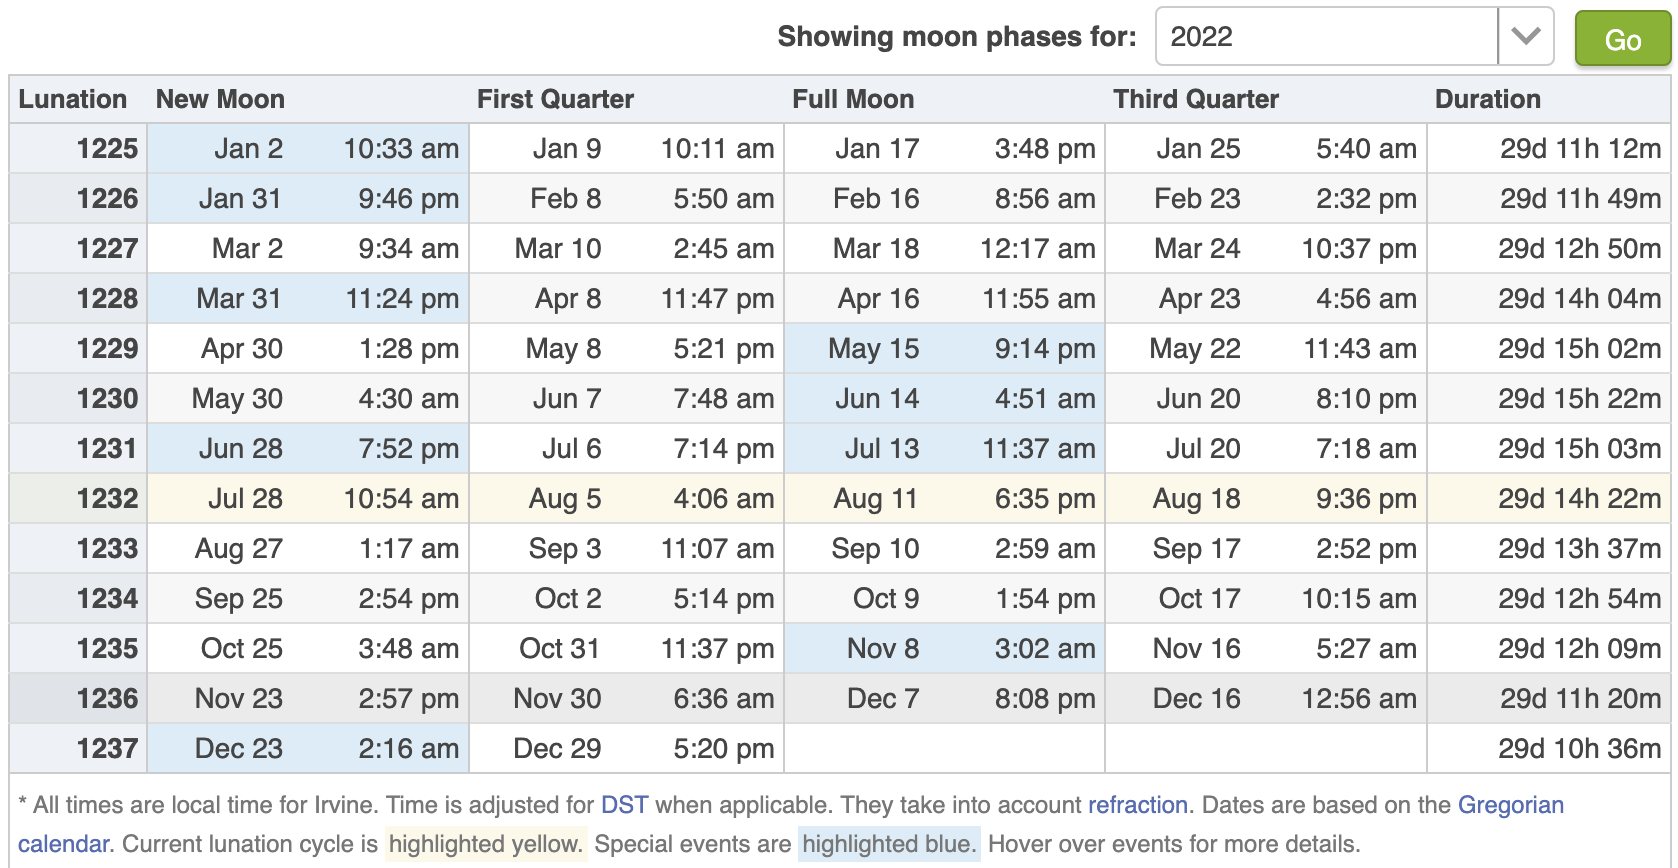 Showing moon phases for: 2022 Go
Lunation New Moon First Quarter Full Moon Third Quarter Duration
1225 Jan 2 10:33 am Jan 9 10:11 am Jan 17 3:48 pm Jan 25 5:40 am 29d 11h 12m
1226 Jan 31 9:46 pm Feb 8 5:50 am Feb 16 8:56 am Feb 23 2:32 pm 29d 11h 49m
1227 Mar 2 9:34 am Mar 10 2:45 am Mar 18 12:17 am Mar 24 10:37 pm 29d 12h 50m
1228 Mar 31 11:24 pm Apr 8 11:47 pm Apr 16 11:55 am Apr 23 4:56 am 29d 14h 04m
1229 Apr 30 1:28 pm May 8 5:21 pm May 15 9:14 pm May 22 11:43 am 29d 15h 02m
1230 May 30 4:30 am Jun 7 7:48 am Jun 14 4:51 am Jun 20 8:10 pm 29d 15h 22m
1231 Jun 28 7:52 pm Jul 6 7:14 pm Jul 13 11:37 am Jul 20 7:18 am 29d 15h 03m
1232 Jul 28 10:54 am Aug 5 4:06 am Aug 11 6:35 pm Aug 18 9:36 pm 29d 14h 22m
1233 Aug 27 1:17 am Sep 3 11:07 am Sep 10 2:59 am Sep 17 2:52 pm 29d 13h 37m
1234 Sep 25 2:54 pm Oct 2 5:14 pm Oct 9 1:54 pm Oct 17 10:15 am 29d 12h 54m
1235 Oct 25 3:48 am Oct 31 11:37 pm Nov 8 3:02 am Nov 16 5:27 am 29d 12h 09m
1236 Nov 23 2:57 pm Nov 30 6:36 am Dec 7 8:08 pm Dec 16 12:56 am 29d 11h 20m
1237 Dec 23 2:16 am Dec 29 5:20 pm 29d 10h 36m
* All times are local time for Irvine. Time is adjusted for DST when applicable. They take into account refraction. Dates are based on the Gregorian
calendar. Current lunation cycle is highlighted yellow. Special events are highlighted blue. Hover over events for more details.